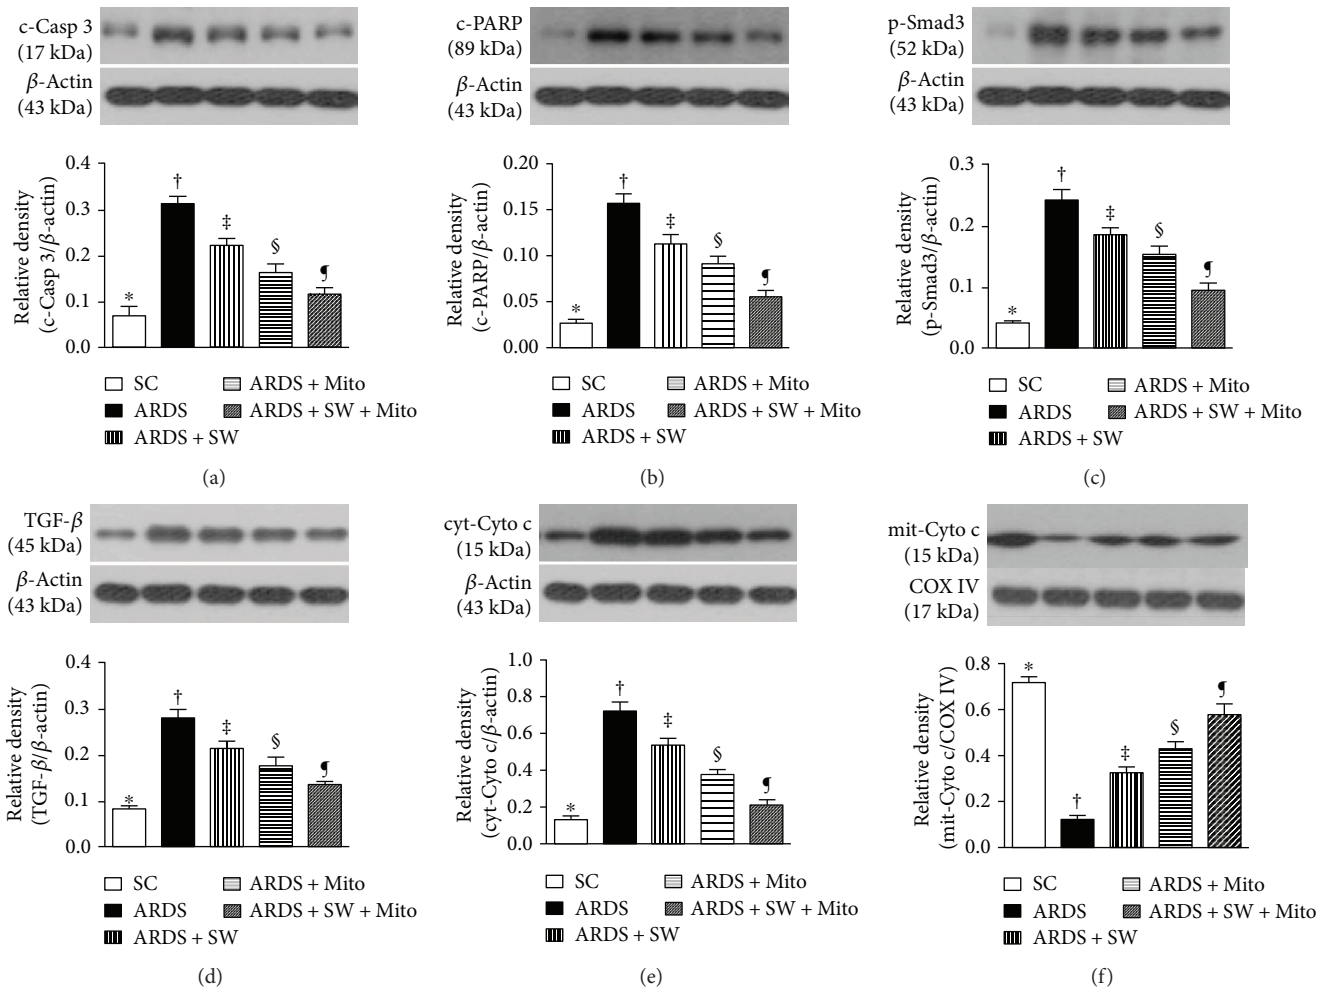 c-Casp 3
(17 kDa)
β-Actin
(43 kDa)
Relative density
(c-Casp 3/β-actin)
0.4
0.3
0.2
0.1
0.0
*
†
‡
§
¶
SC
ARDS
ARDS + SW
ARDS + Mito
ARDS + SW + Mito
(a)
c-PARP
(89 kDa)
β-Actin
(43 kDa)
Relative density
(c-PARP/β-actin)
0.20
0.15
0.10
0.05
0.00
*
†
‡
§
¶
SC
ARDS
ARDS + SW
ARDS + Mito
ARDS + SW + Mito
(b)
p-Smad3
(52 kDa)
β-Actin
(43 kDa)
Relative density
(p-Smad3/β-actin)
0.3
0.2
0.1
0.0
*
†
‡
§
¶
SC
ARDS
ARDS + SW
ARDS + Mito
ARDS + SW + Mito
(c)
TGF-β
(45 kDa)
β-Actin
(43 kDa)
Relative density
(TGF-β/β-actin)
0.4
0.3
0.2
0.1
0.0
*
†
‡
§
¶
SC
ARDS
ARDS + SW
ARDS + Mito
ARDS + SW + Mito
(d)
cyt-Cyto c
(15 kDa)
β-Actin
(43 kDa)
Relative density
(cyt-Cyto c/β-actin)
1.0
0.8
0.6
0.4
0.2
0.0
*
†
‡
§
¶
SC
ARDS
ARDS + SW
ARDS + Mito
ARDS + SW + Mito
(e)
mit-Cyto c
(15 kDa)
COX IV
(17 kDa)
Relative density
(mit-Cyto c/COX IV)
0.8
0.6
0.4
0.2
0.0
*
†
‡
§
¶
SC
ARDS
ARDS + SW
ARDS + Mito
ARDS + SW + Mito
(f)